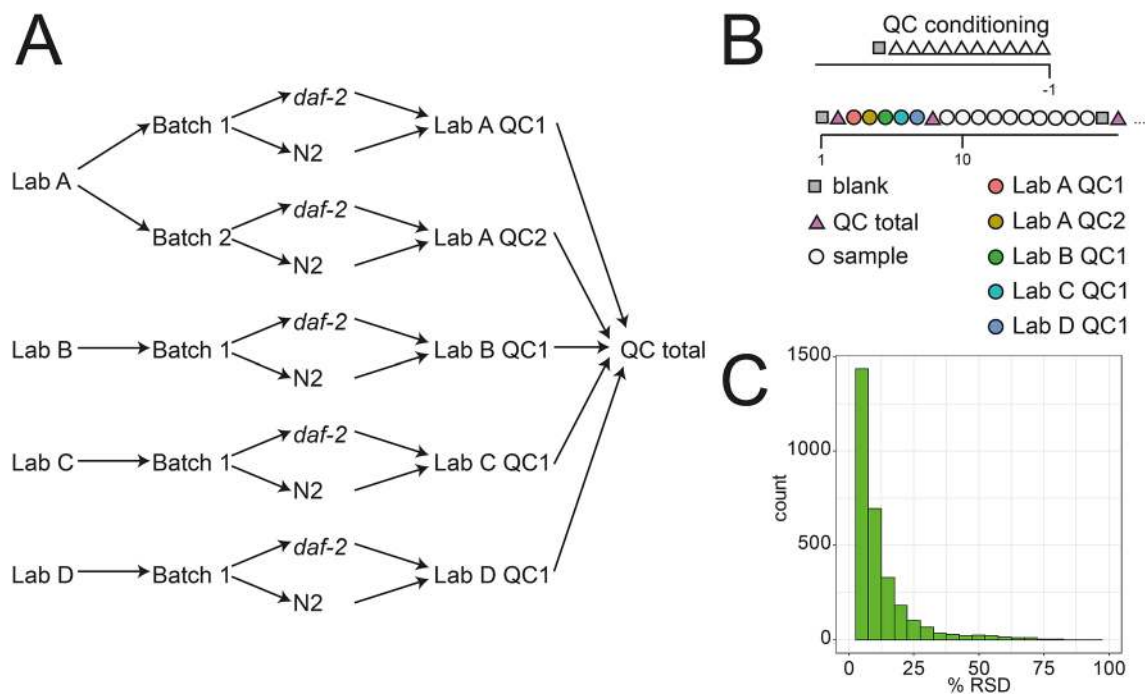 A
Lab A
Batch 1
daf-2
N2
Lab A QC1
Batch 2
daf-2
N2
Lab A QC2
Lab B
Batch 1
daf-2
N2
Lab B QC1
QC total
Lab C
Batch 1
daf-2
N2
Lab C QC1
Lab D
Batch 1
daf-2
N2
Lab D QC1
B
QC conditioning
-1
...
1 10
blank
QC total
sample
Lab A QC1
Lab A QC2
Lab B QC1
Lab C QC1
Lab D QC1
C
1500
1000
500
0
count
0 25 50 75 100
% RSD